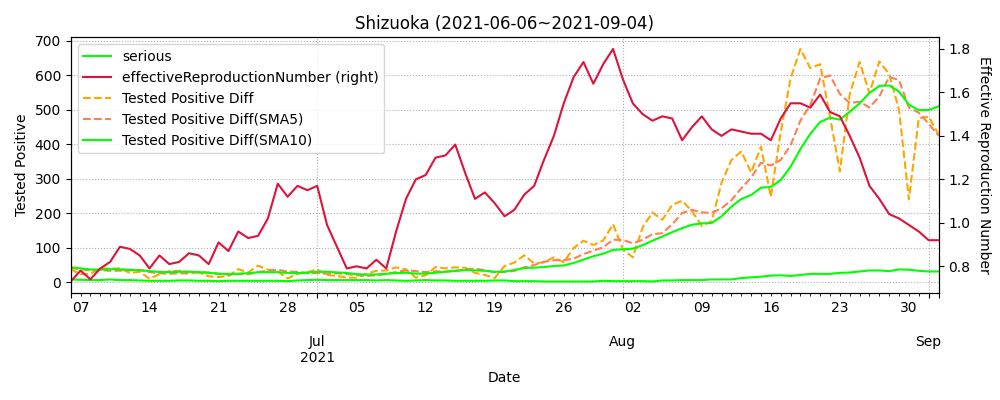 Shizuoka (2021-06-06~2021-09-04)
serious
effectiveReproductionNumber (right)
Tested Positive Diff
Tested Positive Diff(SMA5)
Tested Positive Diff(SMA10)
Tested Positive
700
600
500
400
300
200
100
0
1.8
1.6
1.4
1.2
1.0
0.8
Effective Reproduction Number
07 14 21 28 05 12 19 26 02 09 16 23 30
Jul Aug Sep
2021
Date